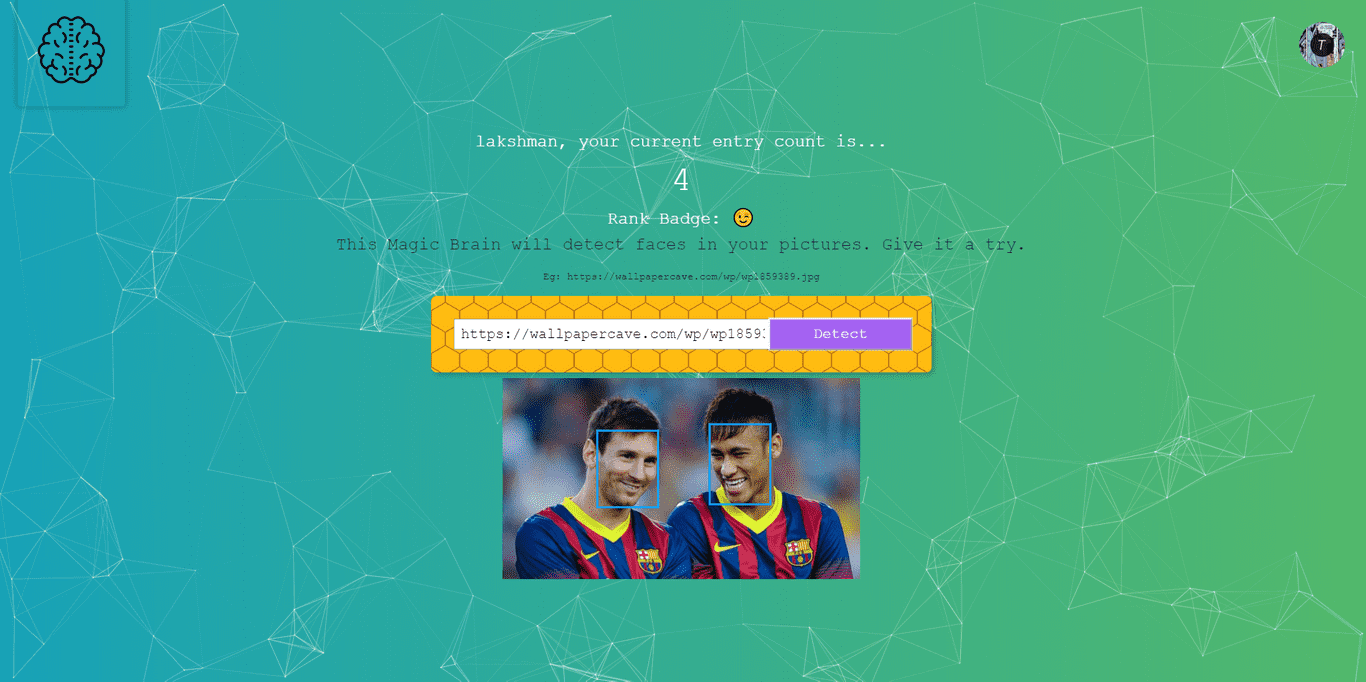 T
lakshman, your current entry count is...
4
Rank Badge: 😉
This Magic Brain will detect faces in your pictures. Give it a try.
Eg: https://wallpapercave.com/wp/wp1859389.jpg
https://wallpapercave.com/wp/wp1859 Detect